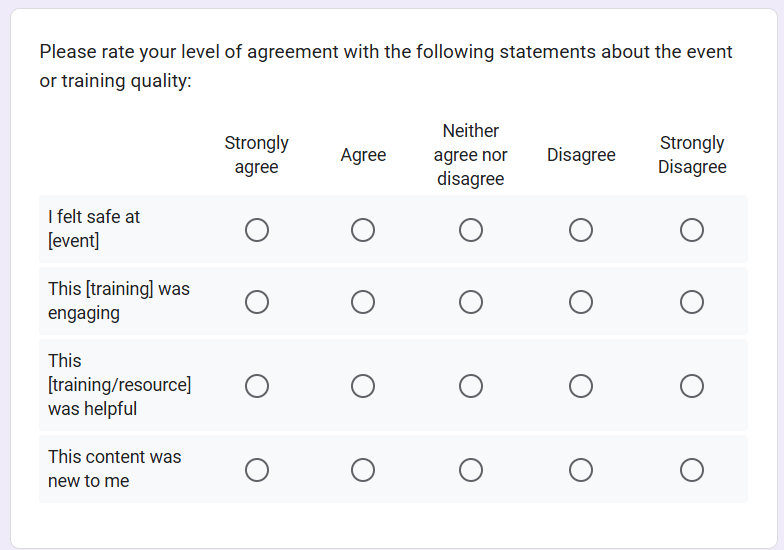 Please rate your level of agreement with the following statements about the event
or training quality:
Strongly
agree
Agree
Neither
agree nor
disagree
Disagree
Strongly
Disagree
I felt safe at
[event]
This [training] was
engaging
This
[training/resource]
was helpful
This content was
new to me